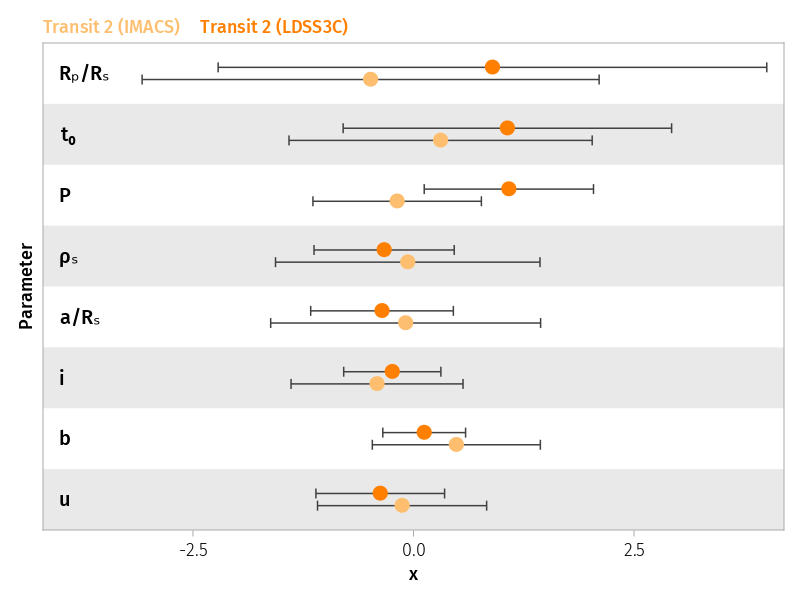 Transit 2 (IMACS) Transit 2 (LDSS3C)
Rₚ/Rₛ
t₀
P
ρₛ
a/Rₛ
i
b
u
Parameter
-2.5 0.0 2.5
x